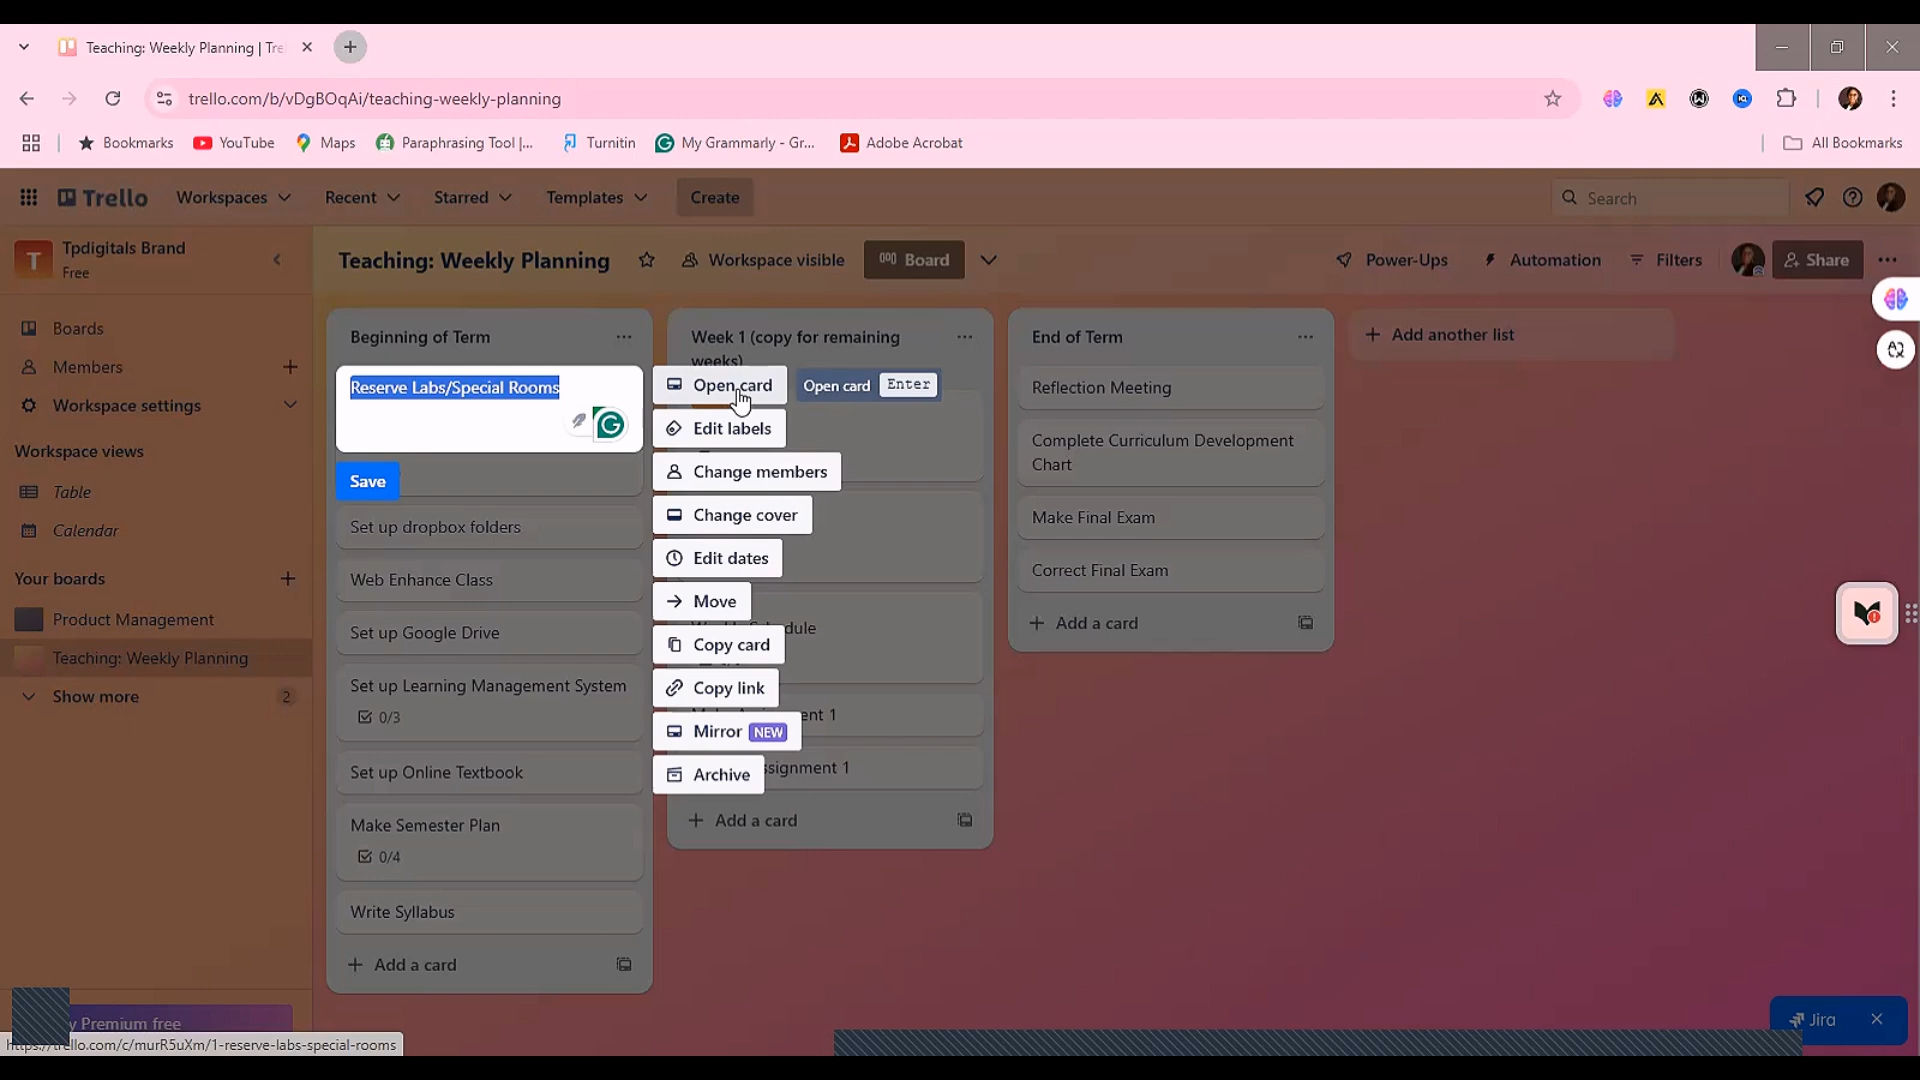 Teaching: Weekly Planning | Tre
trello.com/b/vDgBOqAi/teaching-weekly-planning
Bookmarks
YouTube
Maps
Paraphrasing Tool |...
Turnitin
My Grammarly - Gr...
Adobe Acrobat
All Bookmarks
Trello
Workspaces
Recent
Starred
Templates
Create
Search
T
Tpdigitals Brand
Free
Teaching: Weekly Planning
Workspace visible
Board
Power-Ups
Automation
Filters
Share
Boards
Members
Workspace settings
Workspace views
Table
Calendar
Your boards
Product Management
Teaching: Weekly Planning
Show more
2
y Premium free
https://trello.com/c/murR5uXm/1-reserve-labs-special-rooms
Beginning of Term
Reserve Labs/Special Rooms
Save
Set up dropbox folders
Web Enhance Class
Set up Google Drive
Set up Learning Management System
0/3
Set up Online Textbook
Make Semester Plan
0/4
Write Syllabus
Add a card
Week 1 (copy for remaining
weeks)
Open card
Open card Enter
Edit labels
Change members
Change cover
Edit dates
Move
Copy card
Copy link
Mirror NEW
Archive
dule
ent 1
ssignment 1
Add a card
End of Term
Reflection Meeting
Complete Curriculum Development
Chart
Make Final Exam
Correct Final Exam
Add a card
Add another list
Jira